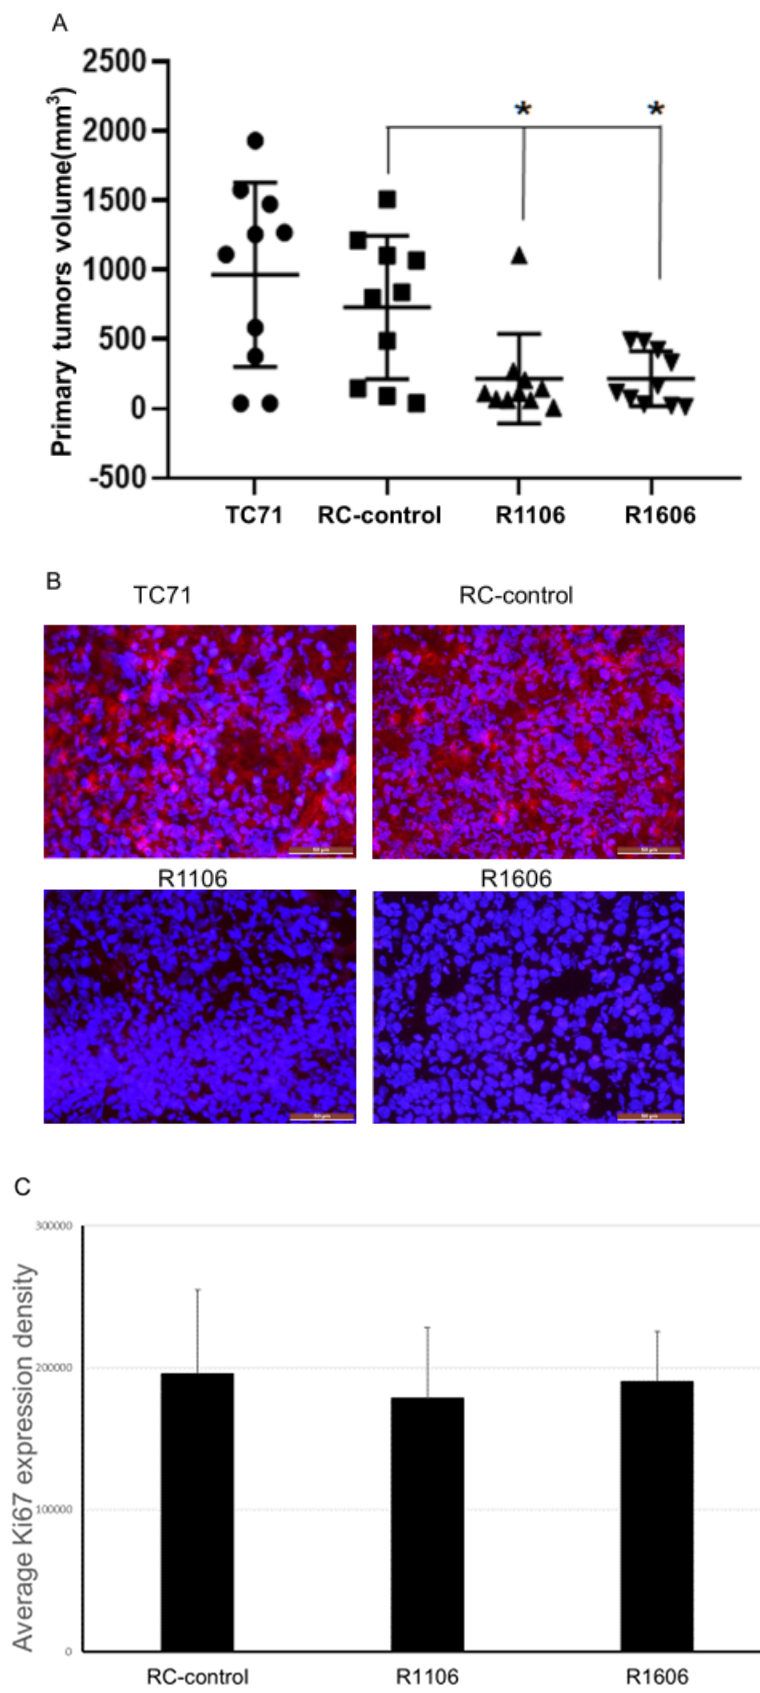 A
Primary tumors volume(mm³)
2500
2000
1500
1000
500
0
-500
* *
TC71 RC-control R1106 R1606
B
TC71 RC-control
R1106 R1606
C
Average Ki67 expression density
300000
200000
100000
0
RC-control R1106 R1606